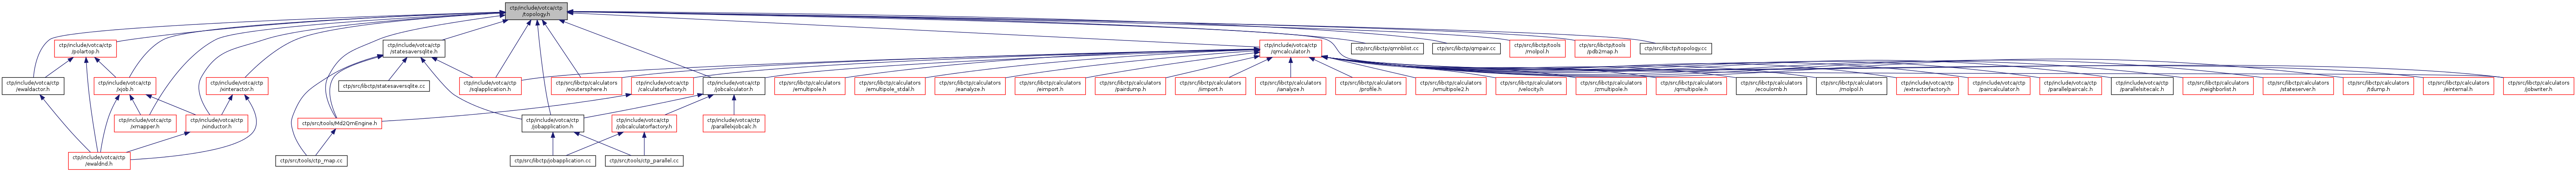 ctp/include/votca/ctp
/topology.h
ctp/include/votca/ctp
/polartop.h
ctp/include/votca/ctp
/statesaversqlite.h
ctp/include/votca/ctp
/qmcalculator.h
ctp/src/libctp/qmnblist.cc
ctp/src/libctp/qmpair.cc
ctp/src/libctp/tools
/molpol.h
ctp/src/libctp/tools
/pdb2map.h
ctp/src/libctp/topology.cc
ctp/include/votca/ctp
/ewaldactor.h
ctp/include/votca/ctp
/xjob.h
ctp/include/votca/ctp
/xinteractor.h
ctp/src/libctp/statesaversqlite.cc
ctp/include/votca/ctp
/sqlapplication.h
ctp/src/libctp/calculators
/eoutersphere.h
ctp/include/votca/ctp
/calculatorfactory.h
ctp/include/votca/ctp
/jobcalculator.h
ctp/src/libctp/calculators
/emultipole.h
ctp/src/libctp/calculators
/emultipole_stdal.h
ctp/src/libctp/calculators
/eanalyze.h
ctp/src/libctp/calculators
/eimport.h
ctp/src/libctp/calculators
/pairdump.h
ctp/src/libctp/calculators
/iimport.h
ctp/src/libctp/calculators
/ianalyze.h
ctp/src/libctp/calculators
/profile.h
ctp/src/libctp/calculators
/xmultipole2.h
ctp/src/libctp/calculators
/velocity.h
ctp/src/libctp/calculators
/zmultipole.h
ctp/src/libctp/calculators
/qmultipole.h
ctp/src/libctp/calculators
/ecoulomb.h
ctp/src/libctp/calculators
/molpol.h
ctp/include/votca/ctp
/extractorfactory.h
ctp/include/votca/ctp
/paircalculator.h
ctp/include/votca/ctp
/parallelpaircalc.h
ctp/include/votca/ctp
/parallelsitecalc.h
ctp/src/libctp/calculators
/neighborlist.h
ctp/src/libctp/calculators
/stateserver.h
ctp/src/libctp/calculators
/tdump.h
ctp/src/libctp/calculators
/einternal.h
ctp/src/libctp/calculators
/jobwriter.h
ctp/include/votca/ctp
/xmapper.h
ctp/include/votca/ctp
/xinductor.h
ctp/src/tools/Md2QmEngine.h
ctp/include/votca/ctp
/jobapplication.h
ctp/include/votca/ctp
/jobcalculatorfactory.h
ctp/include/votca/ctp
/parallelxjobcalc.h
ctp/include/votca/ctp
/ewaldnd.h
ctp/src/tools/ctp_map.cc
ctp/src/libctp/jobapplication.cc
ctp/src/tools/ctp_parallel.cc